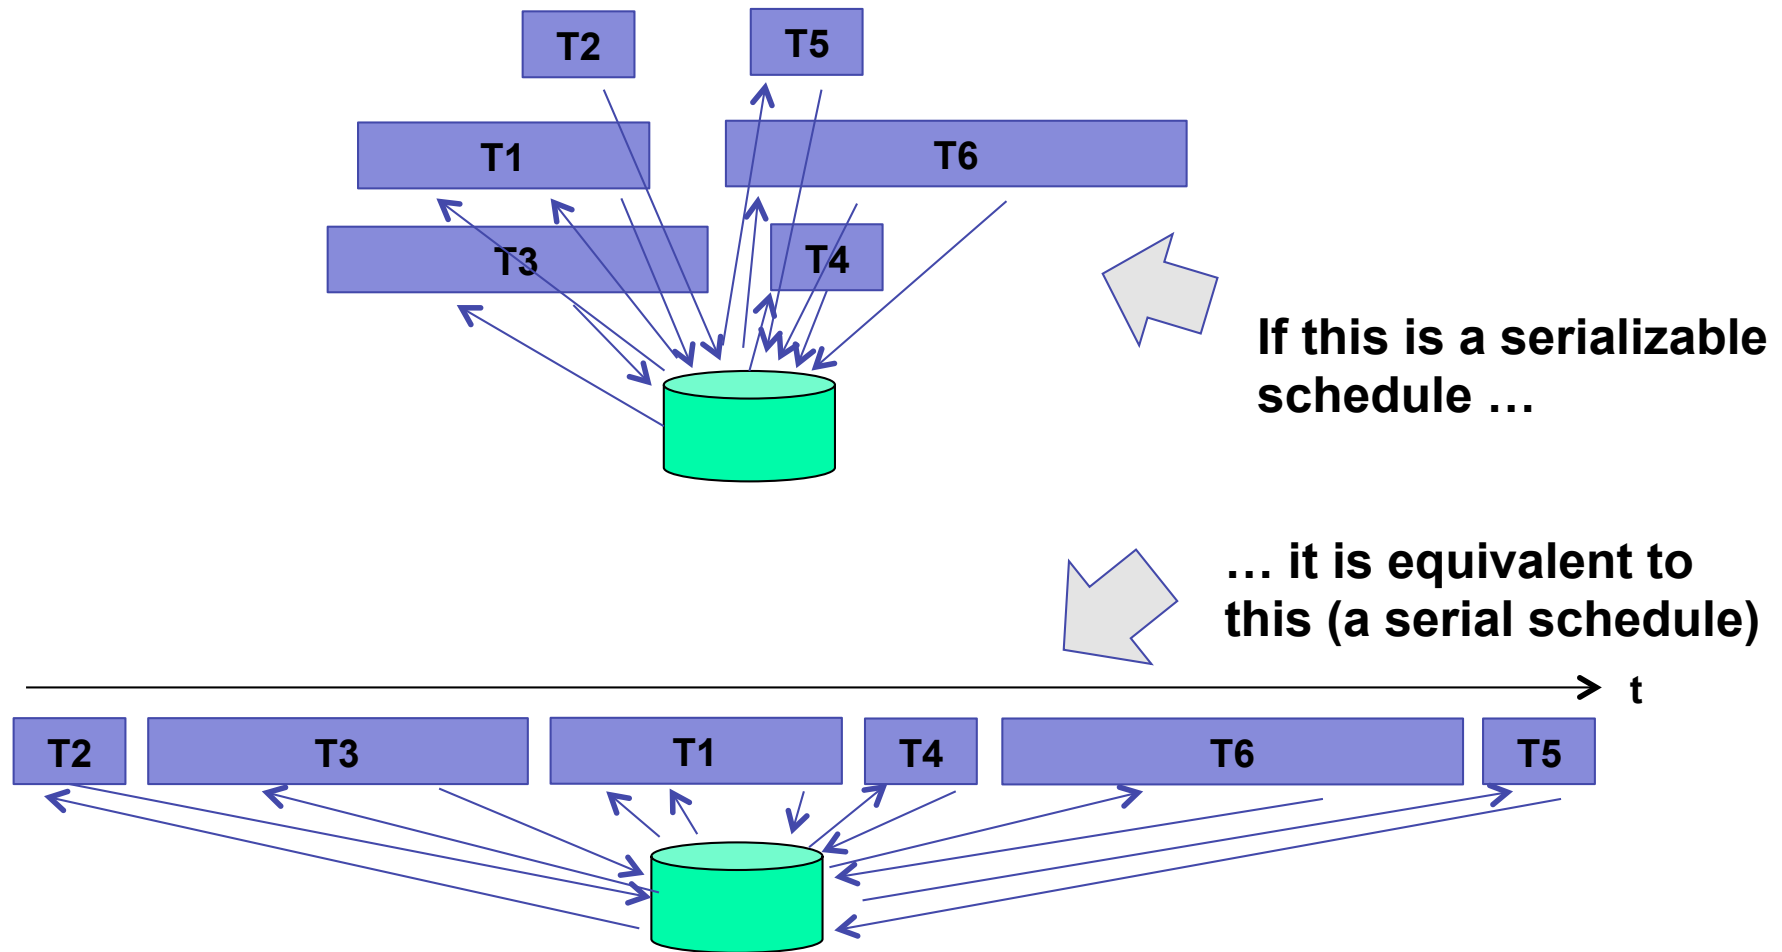 T2 T5
T1 T6
T3 T4
If this is a serializable
schedule …
… it is equivalent to
this (a serial schedule)
t
T2 T3 T1 T4 T6 T5